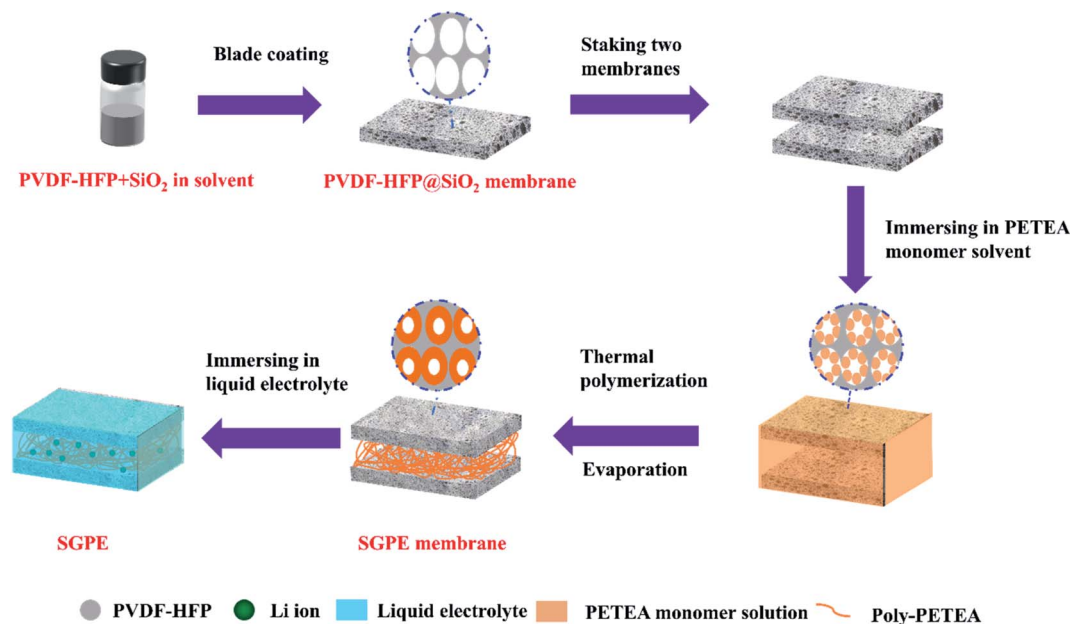 Blade coating
Staking two
membranes
PVDF-HFP+SiO₂ in solvent
PVDF-HFP@SiO₂ membrane
Immersing in PETEA
monomer solvent
Immersing in
liquid electrolyte
Thermal
polymerization
Evaporation
SGPE
SGPE membrane
PVDF-HFP Li ion Liquid electrolyte PETEA monomer solution Poly-PETEA